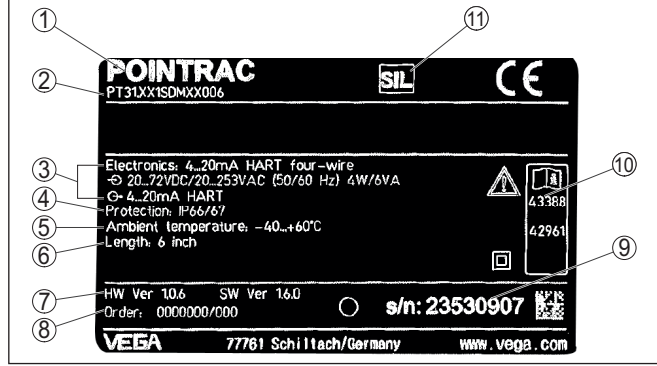 ① ⑪
POINTRAC SIL CE
② PT31.XX1SDMXX006
③ Electronics: 4...20mA HART four-wire
20...72VDC/20...253VAC (50/60 Hz) 4W/6VA
4...20mA HART
④ Protection: IP66/67
⑤ Ambient temperature: -40...+60°C
⑥ Length: 6 inch
⑩
43388
42961
⑨
⑦ HW Ver 1.0.6 SW Ver 1.6.0
⑧ Order: 0000000/000
s/n: 23530907
VEGA 77761 Schiltach/Germany www.vega.com